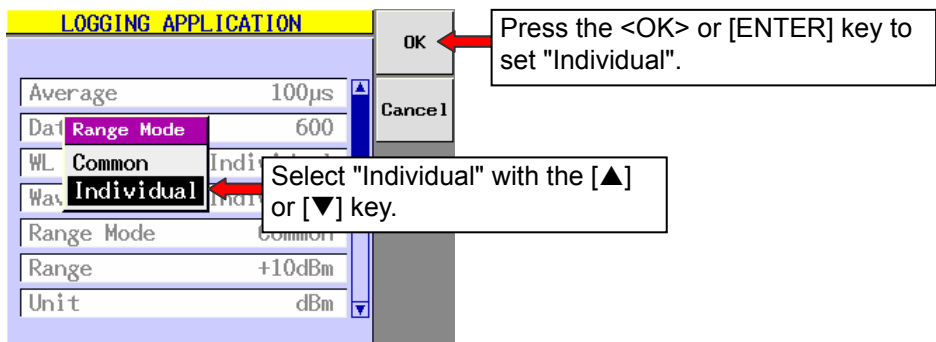 LOGGING APPLICATION
OK
Press the <OK> or [ENTER] key to
set "Individual".
Average 100µs
Cancel
Dat 600
Range Mode
WL Indi
Common
Individual
Select "Individual" with the [▲]
or [▼] key.
Range Mode Common
Range +10dBm
Unit dBm